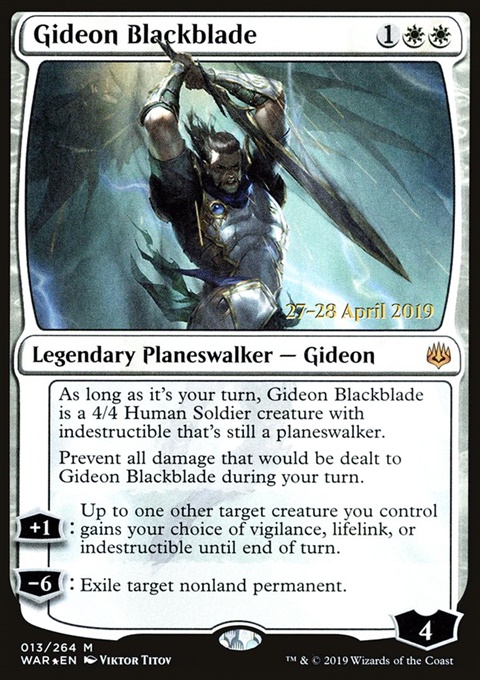 Gideon Blackblade 1
27-28 April 2019
Legendary Planeswalker — Gideon
As long as it's your turn, Gideon Blackblade
is a 4/4 Human Soldier creature with
indestructible that's still a planeswalker.
Prevent all damage that would be dealt to
Gideon Blackblade during your turn.
+1: Up to one other target creature you control
gains your choice of vigilance, lifelink, or
indestructible until end of turn.
−6: Exile target nonland permanent.
4
013/264 M
WAR★EN Viktor Titov
™ & © 2019 Wizards of the Coast